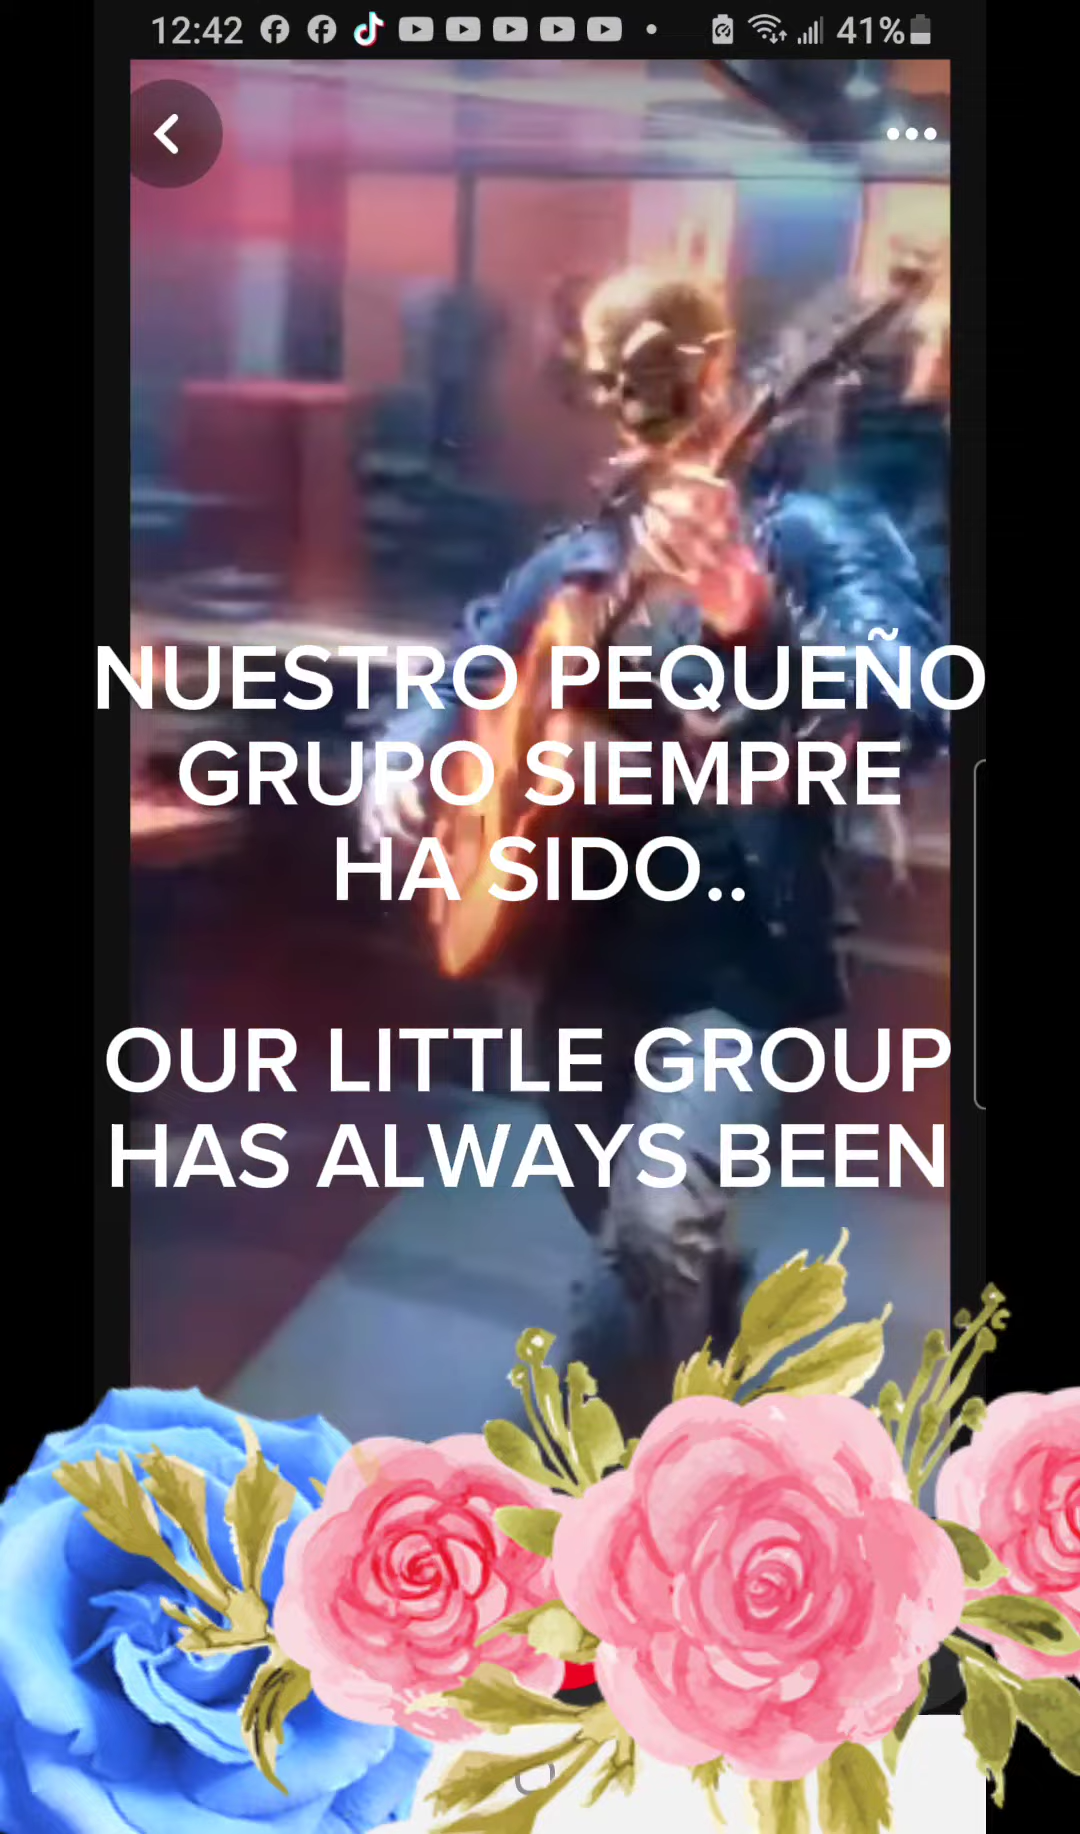 12:42
41%
NUESTRO PEQUEÑO
GRUPO SIEMPRE
HA SIDO..
OUR LITTLE GROUP
HAS ALWAYS BEEN